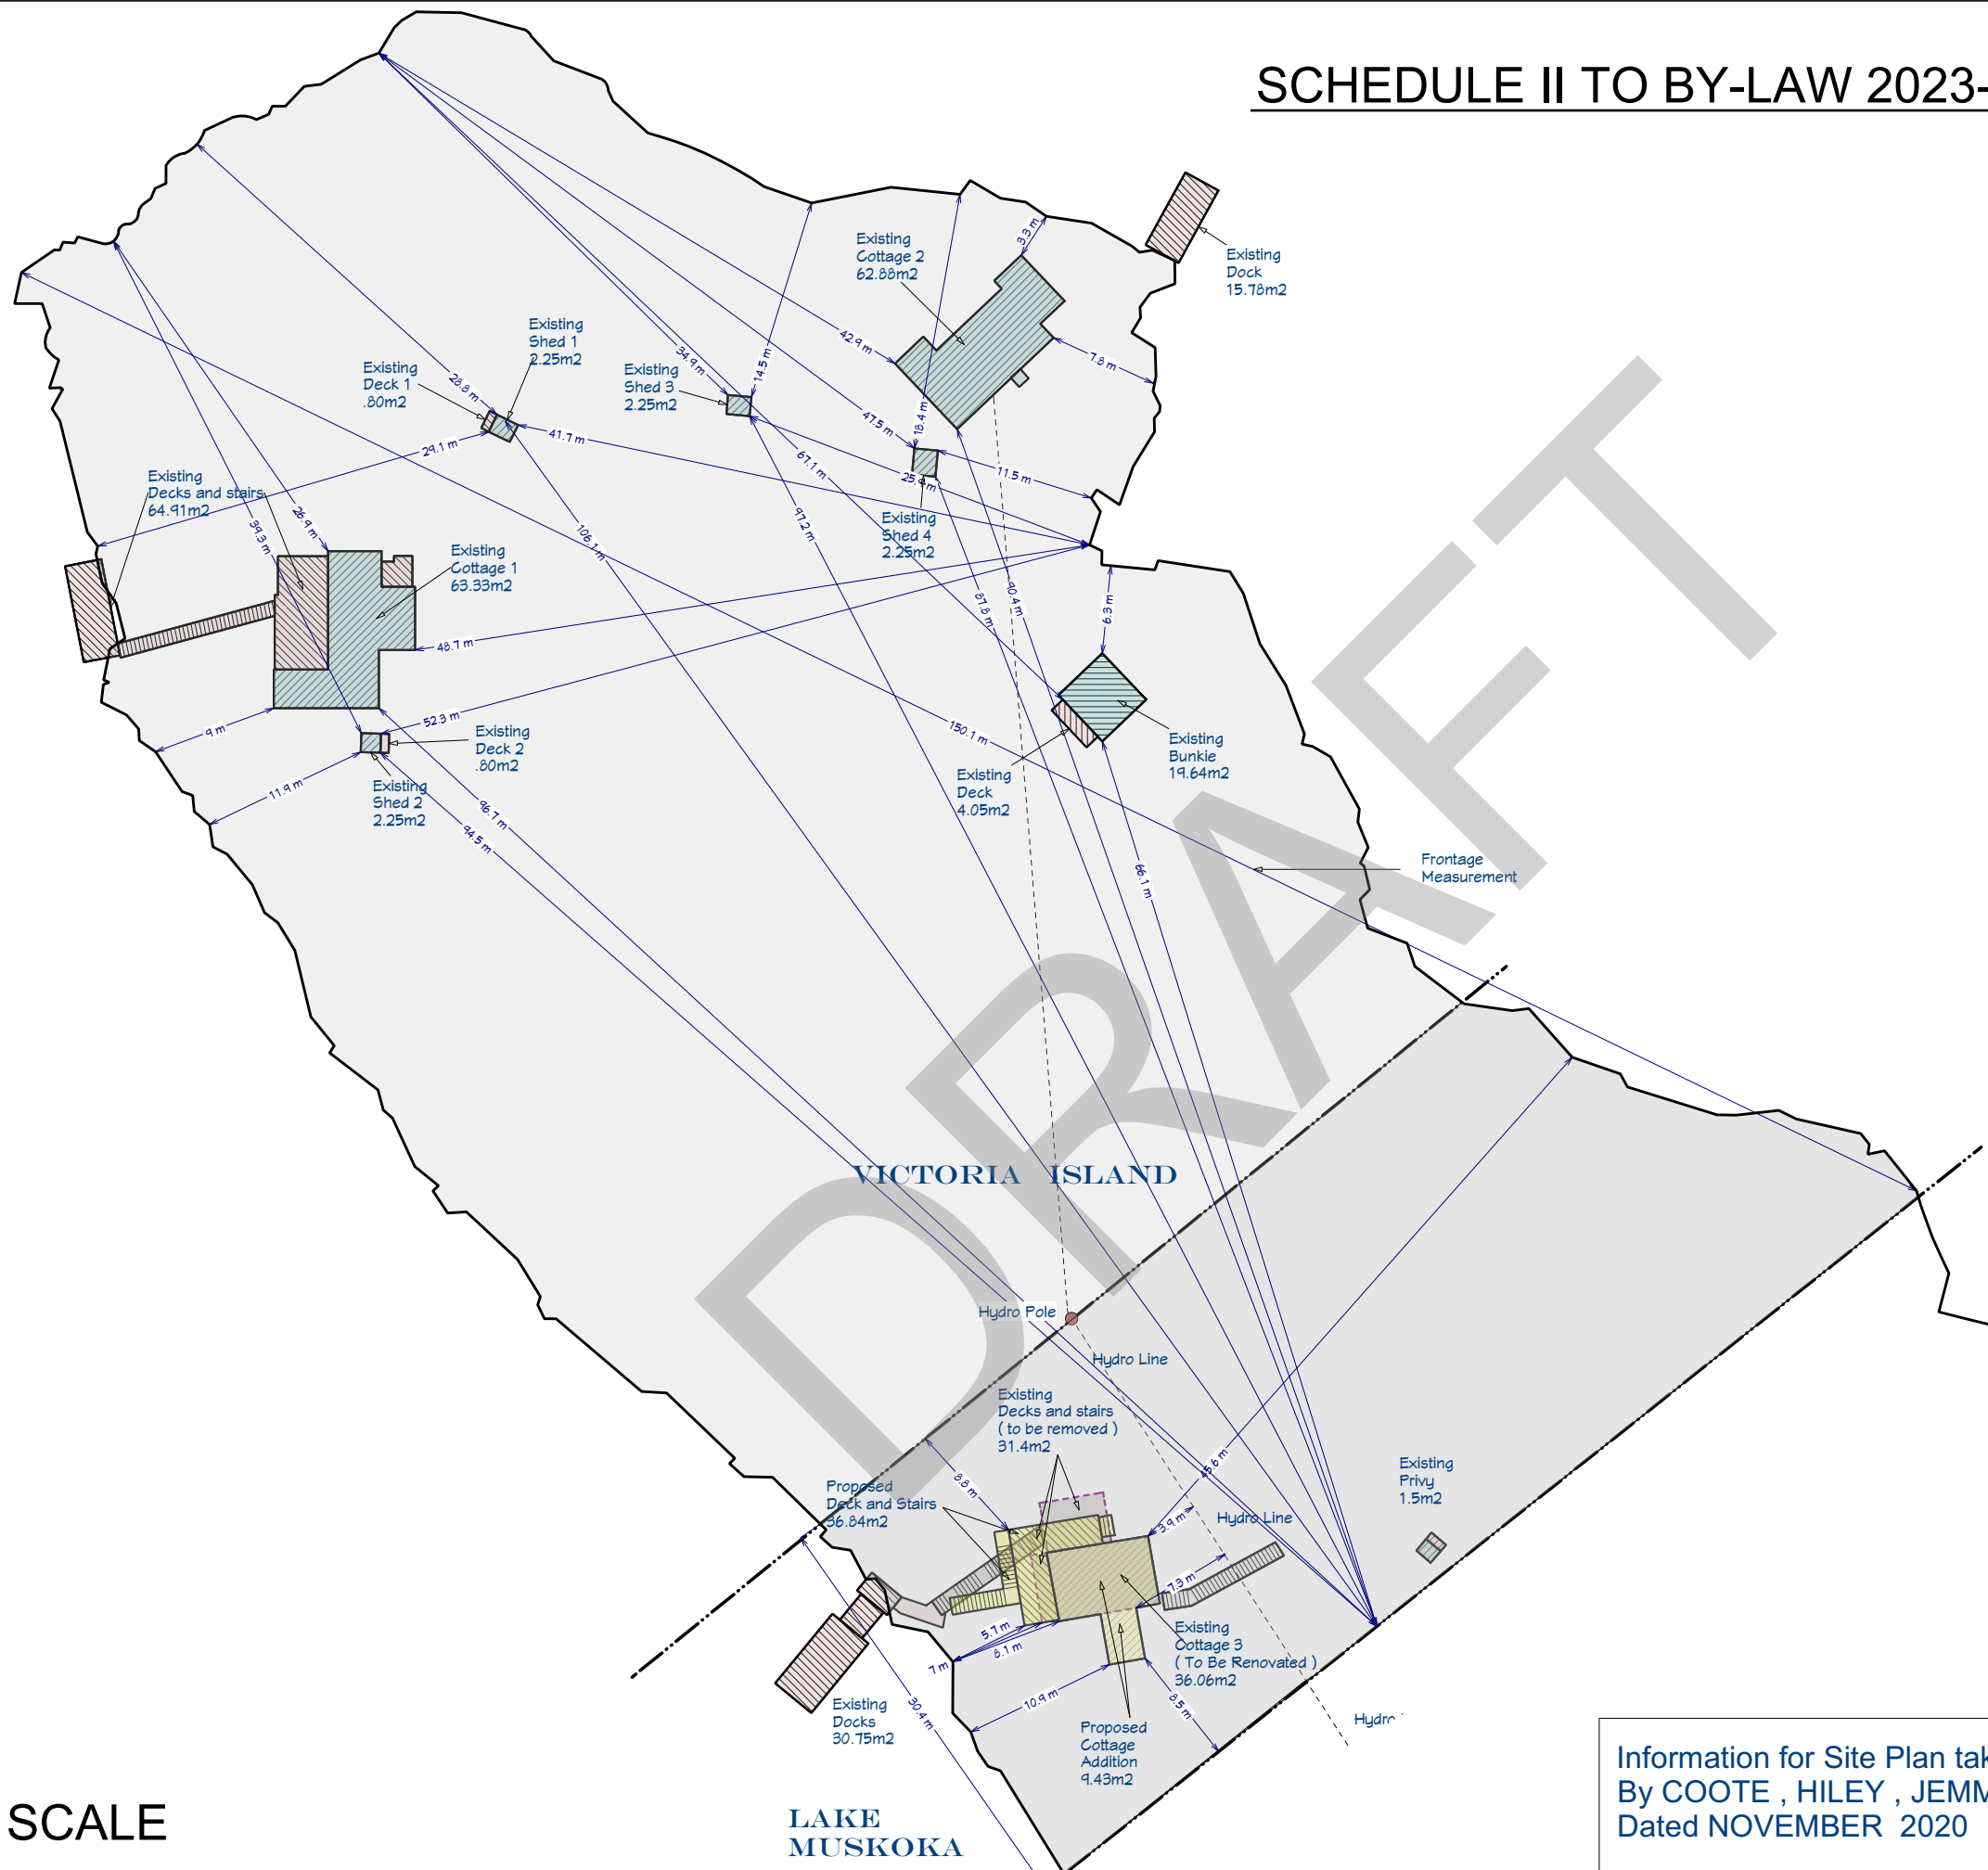 SCHEDULE II TO BY-LAW 2023-
Existing
Cottage 2
62.88m2
3.3 m
Existing
Dock
15.78m2
Existing
Shed 1
2.25m2
Existing
Deck 1
.80m2
28.8 m
Existing
Shed 3
2.25m2
34.9 m
14.5 m
42.9 m
7.8 m
29.1 m
41.7 m
47.5 m
18.4 m
67.1 m
11.5 m
Existing
Decks and stairs
64.91m2
39.3 m
26.9 m
106.1 m
97.2 m
Existing
Shed 4
2.25m2
Existing
Cottage 1
63.33m2
87.8 m
90.4 m
6.3 m
48.7 m
52.3 m
9 m
Existing
Deck 2
.80m2
150.1 m
Existing
Bunkie
19.64m2
Existing
Deck
4.05m2
11.9 m
Existing
Shed 2
2.25m2
96.7 m
94.5 m
66.1 m
Frontage
Measurement
DRAFT
VICTORIA ISLAND
Hydro Pole
Hydro Line
Existing
Decks and stairs
( to be removed )
31.4m2
8.8 m
45.6 m
Existing
Privy
1.5m2
Proposed
Deck and Stairs
36.84m2
3.9 m
Hydro Line
7.3 m
5.7 m
8.1 m
7 m
Existing
Cottage 3
( To Be Renovated )
36.06m2
10.9 m
8.5 m
30.4 m
Existing
Docks
30.75m2
Proposed
Cottage
Addition
9.43m2
Hydro
Information for Site Plan tak
By COOTE , HILEY , JEMM
Dated NOVEMBER 2020
SCALE
LAKE
MUSKOKA